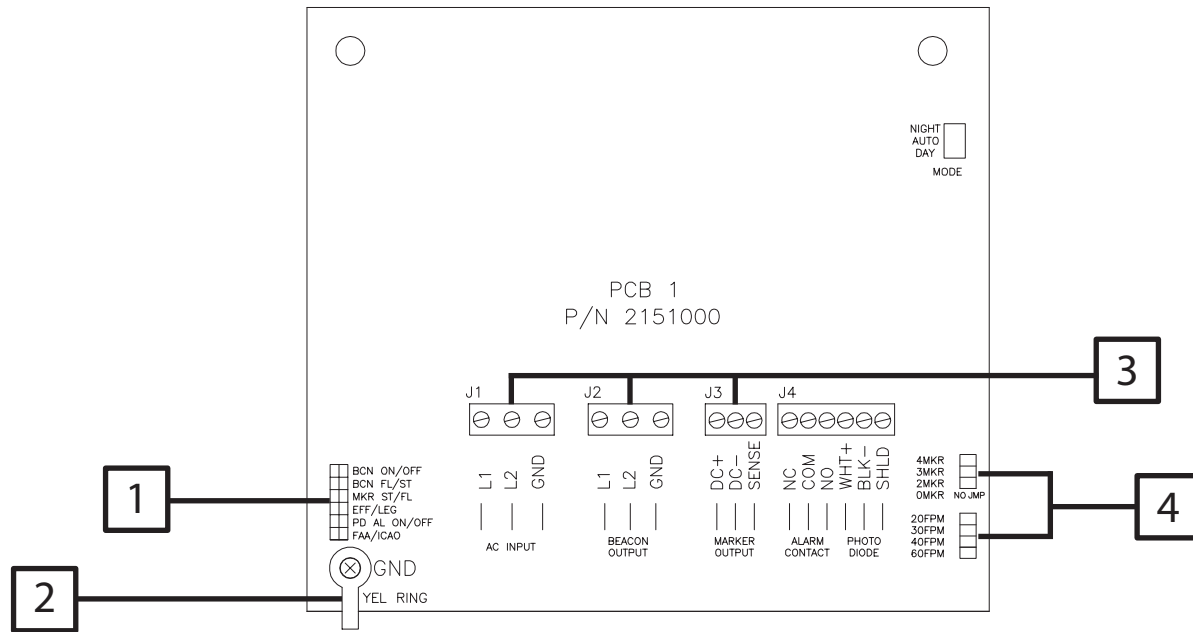 NIGHT
AUTO
DAY
MODE
PCB 1
P/N 2151000
3
J1
J2
J3
J4
L1
L2
GND
L1
L2
GND
DC+
DC-
SENSE
NC
COM
NO
WHT+
BLK-
SHLD
AC INPUT
BEACON
OUTPUT
MARKER
OUTPUT
ALARM
CONTACT
PHOTO
DIODE
1
BCN ON/OFF
BCN FL/ST
MKR ST/FL
EFF/LEG
PD AL ON/OFF
FAA/ICAO
4MKR
3MKR
2MKR
0MKR NO JMP
20FPM
30FPM
40FPM
60FPM
4
2
GND
YEL RING